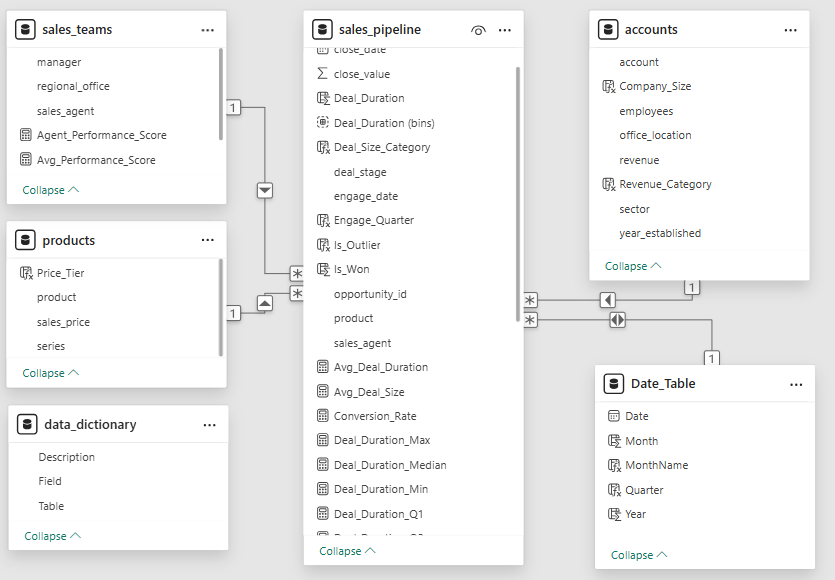 sales_teams
manager
regional_office
sales_agent
Agent_Performance_Score
Avg_Performance_Score
Collapse
products
Price_Tier
product
sales_price
series
Collapse
data_dictionary
Description
Field
Table
Collapse
sales_pipeline
close_date
close_value
Deal_Duration
Deal_Duration (bins)
Deal_Size_Category
deal_stage
engage_date
Engage_Quarter
Is_Outlier
Is_Won
opportunity_id
product
sales_agent
Avg_Deal_Duration
Avg_Deal_Size
Conversion_Rate
Deal_Duration_Max
Deal_Duration_Median
Deal_Duration_Min
Deal_Duration_Q1
Collapse
accounts
account
Company_Size
employees
office_location
revenue
Revenue_Category
sector
year_established
Collapse
Date_Table
Date
Month
MonthName
Quarter
Year
Collapse
1
*
1
*
1
*
1
*